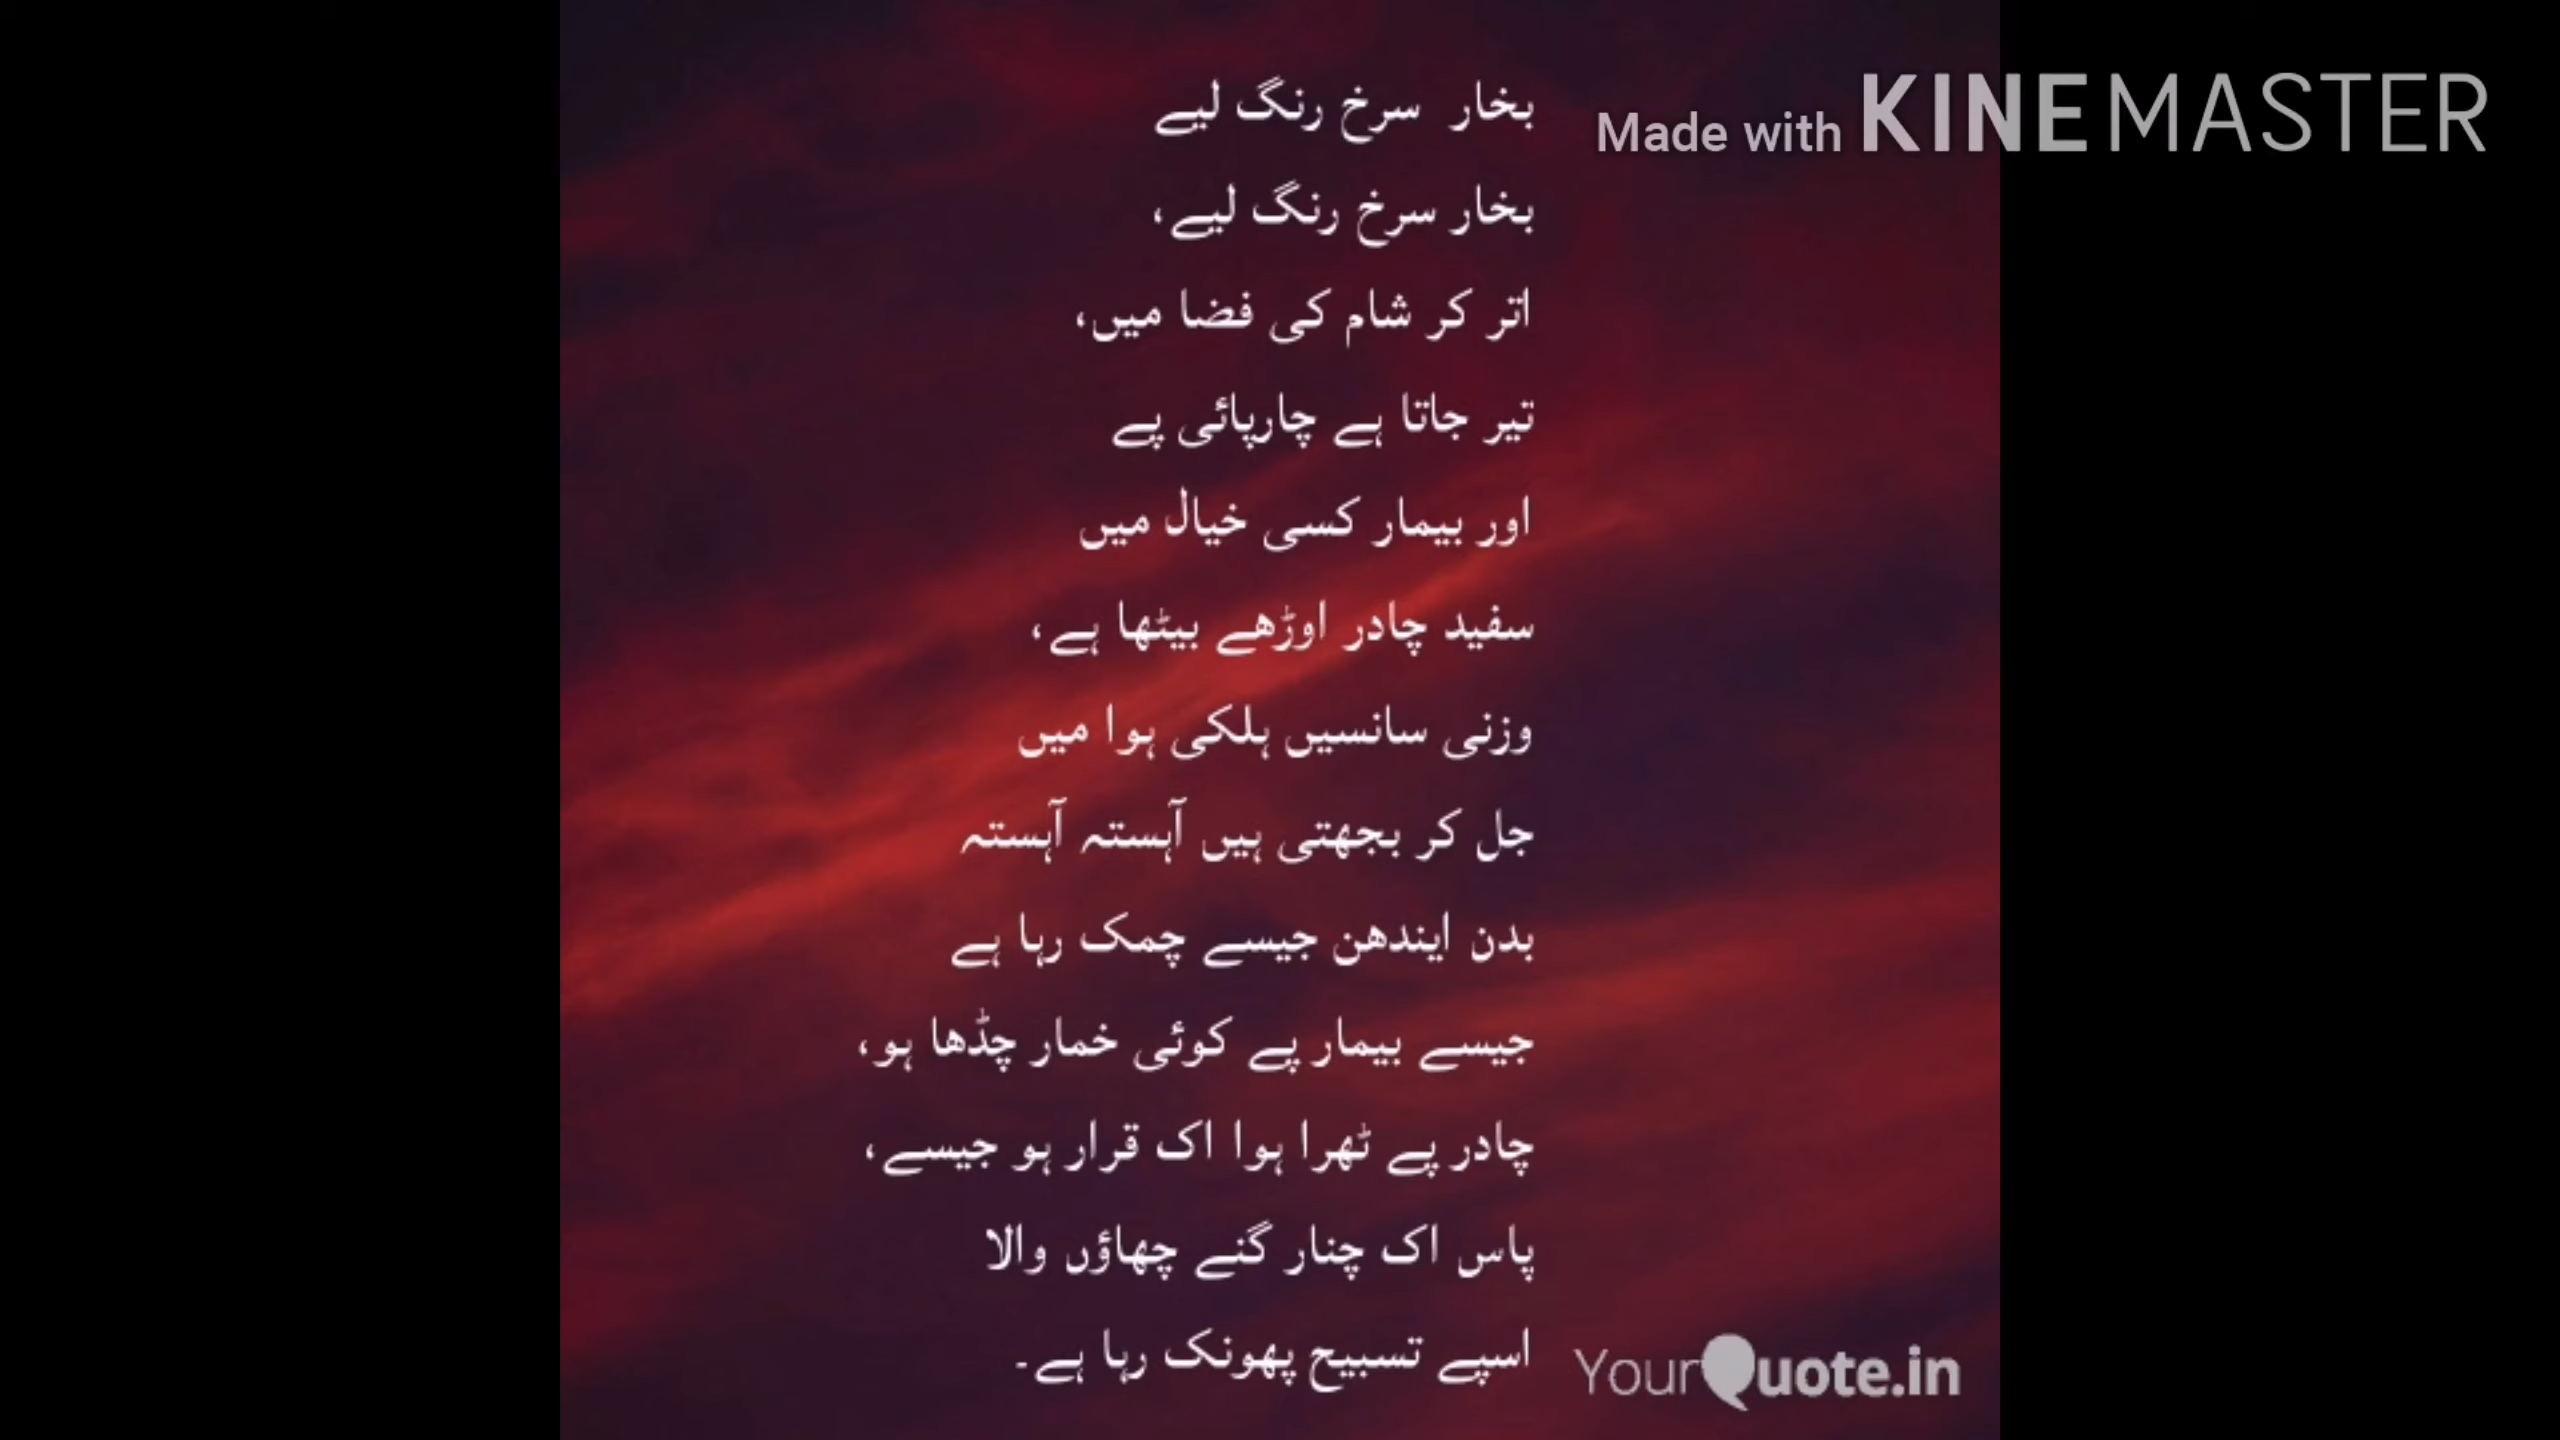 Made with KINEMASTER
بخار سرخ رنگ لیے
بخار سرخ رنگ لیے،
اتر کر شام کی فضا میں،
تیر جاتا ہے چارپائی پے
اور بیمار کسی خیال میں
سفید چادر اوڑھے بیٹھا ہے،
وزنی سانسیں ہلکی ہوا میں
جل کر بجھتی ہیں آہستہ آہستہ
بدن ایندھن جیسے چمک رہا ہے
جیسے بیمار پے کوئی خمار چڈھا ہو،
چادر پے ٹھرا ہوا اک قرار ہو جیسے،
پاس اک چنار گنے چھاؤں والا
اسپے تسبیح پھونک رہا ہے۔
YourQuote.in